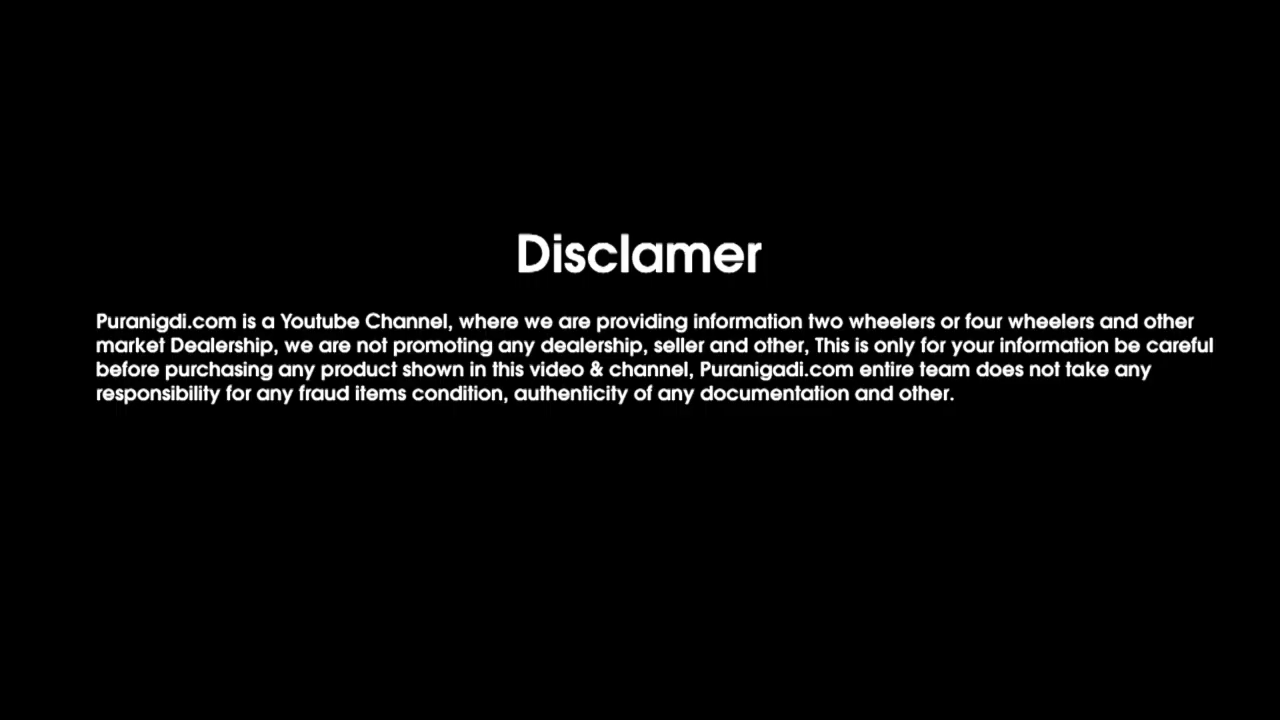 Disclamer
Puranigdi.com is a Youtube Channel, where we are providing information two wheelers or four wheelers and other
market Dealership, we are not promoting any dealership, seller and other, This is only for your information be careful
before purchasing any product shown in this video & channel, Puranigadi.com entire team does not take any
responsibility for any fraud items condition, authenticity of any documentation and other.